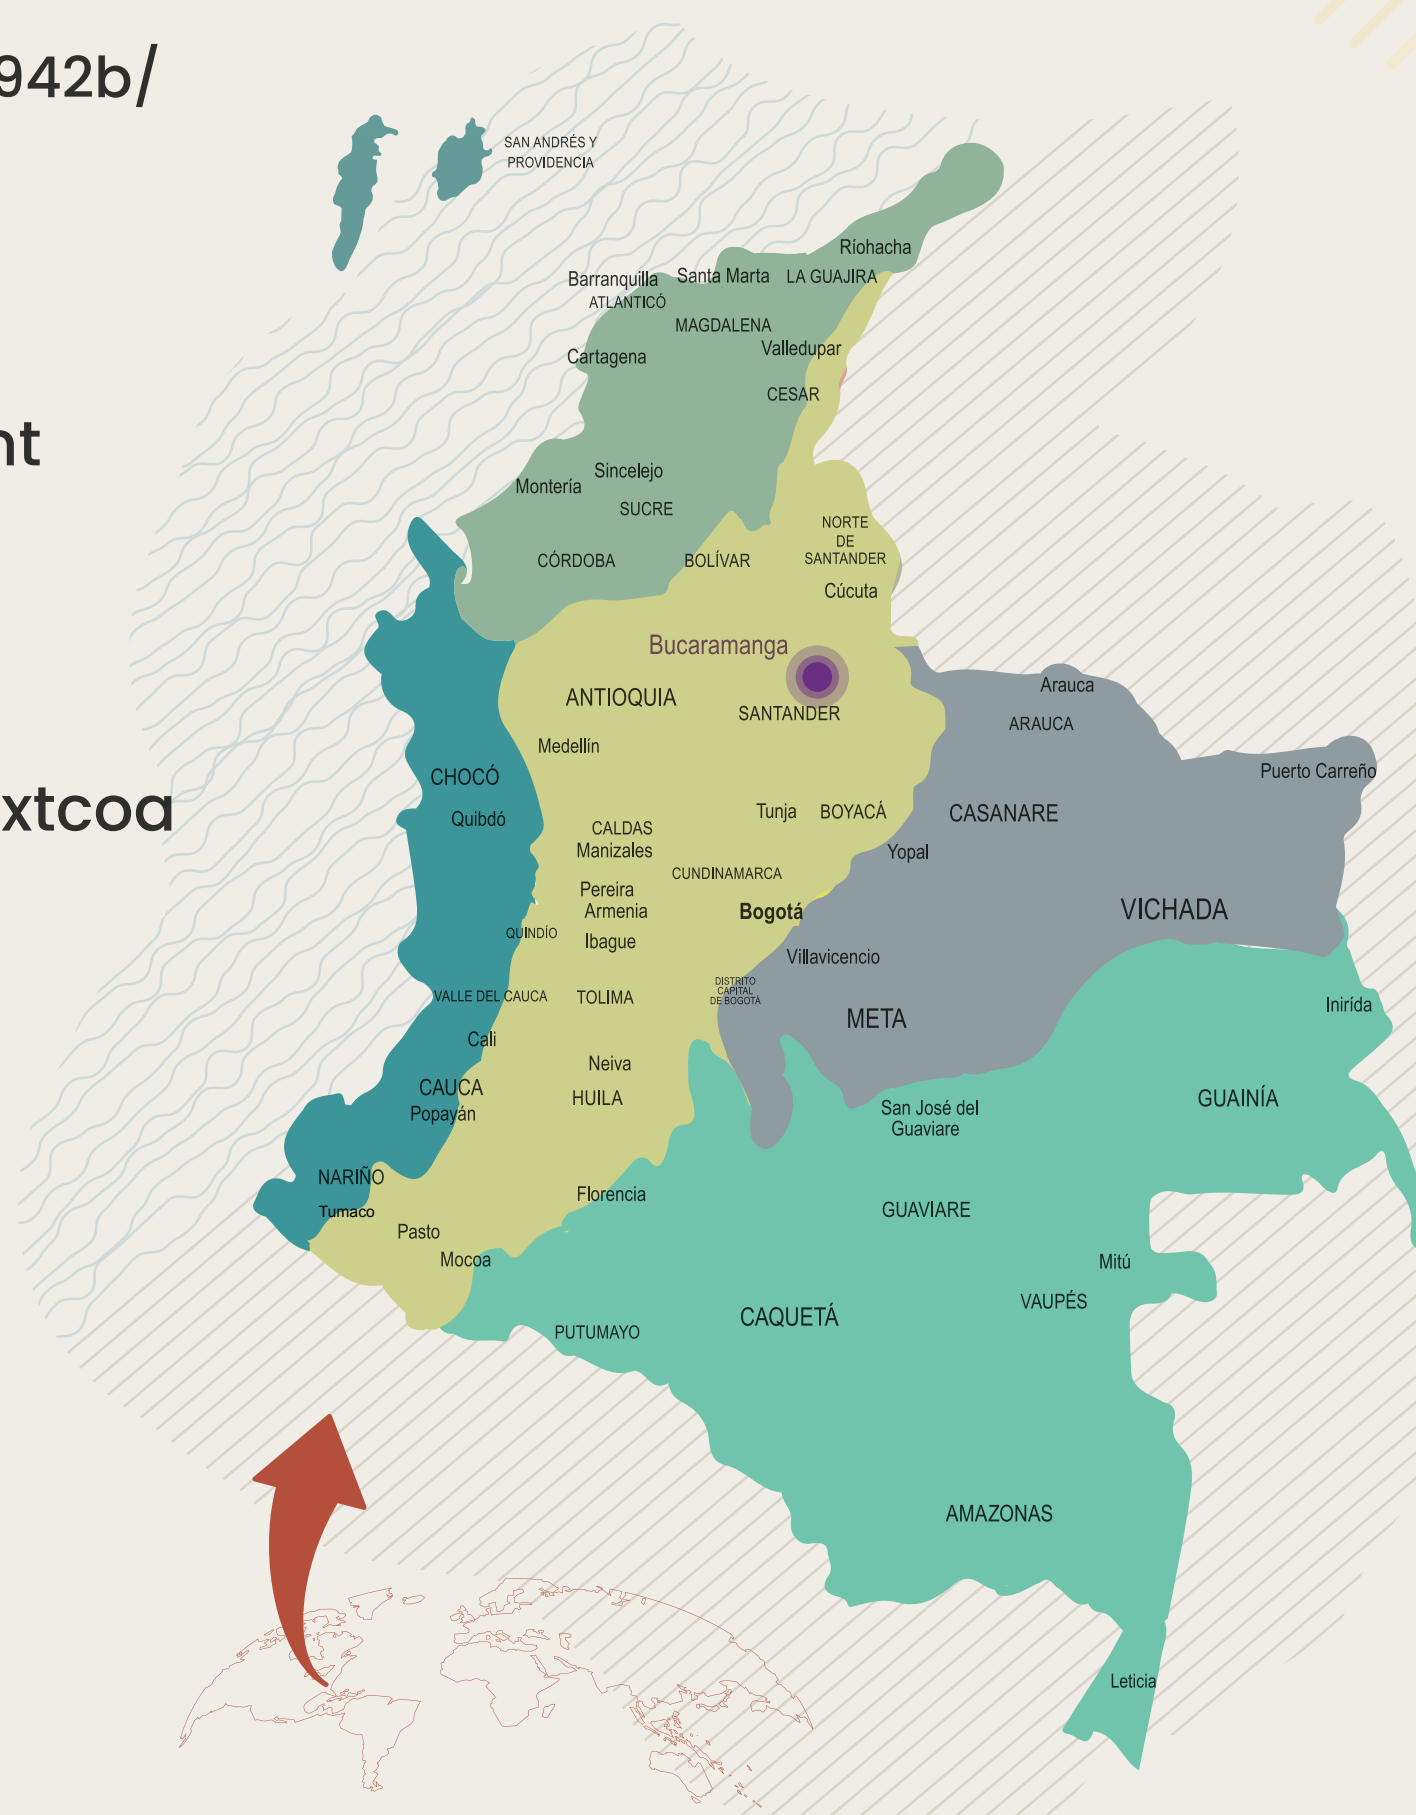 942b/
SAN ANDRÉS Y
PROVIDENCIA
Ríohacha
Barranquilla
Santa Marta
LA GUAJIRA
ATLANTICÓ
MAGDALENA
Valledupar
Cartagena
CESAR
nt
Sincelejo
Montería
SUCRE
NORTE
DE
SANTANDER
CÓRDOBA
BOLÍVAR
Cúcuta
Bucaramanga
Arauca
ANTIOQUIA
SANTANDER
ARAUCA
Medellín
Puerto Carreño
CHOCÓ
xtcoa
Quibdó
Tunja
BOYACÁ
CASANARE
CALDAS
Manizales
Yopal
CUNDINAMARCA
Pereira
Armenia
Bogotá
VICHADA
QUINDÍO
Ibague
Villavicencio
DISTRITO
CAPITAL
DE BOGOTÁ
VALLE DEL CAUCA
TOLIMA
Inirída
META
Cali
Neiva
CAUCA
HUILA
GUAINÍA
Popayán
San José del
Guaviare
NARIÑO
Florencia
Tumaco
GUAVIARE
Pasto
Mocoa
Mitú
VAUPÉS
CAQUETÁ
PUTUMAYO
AMAZONAS
Leticia